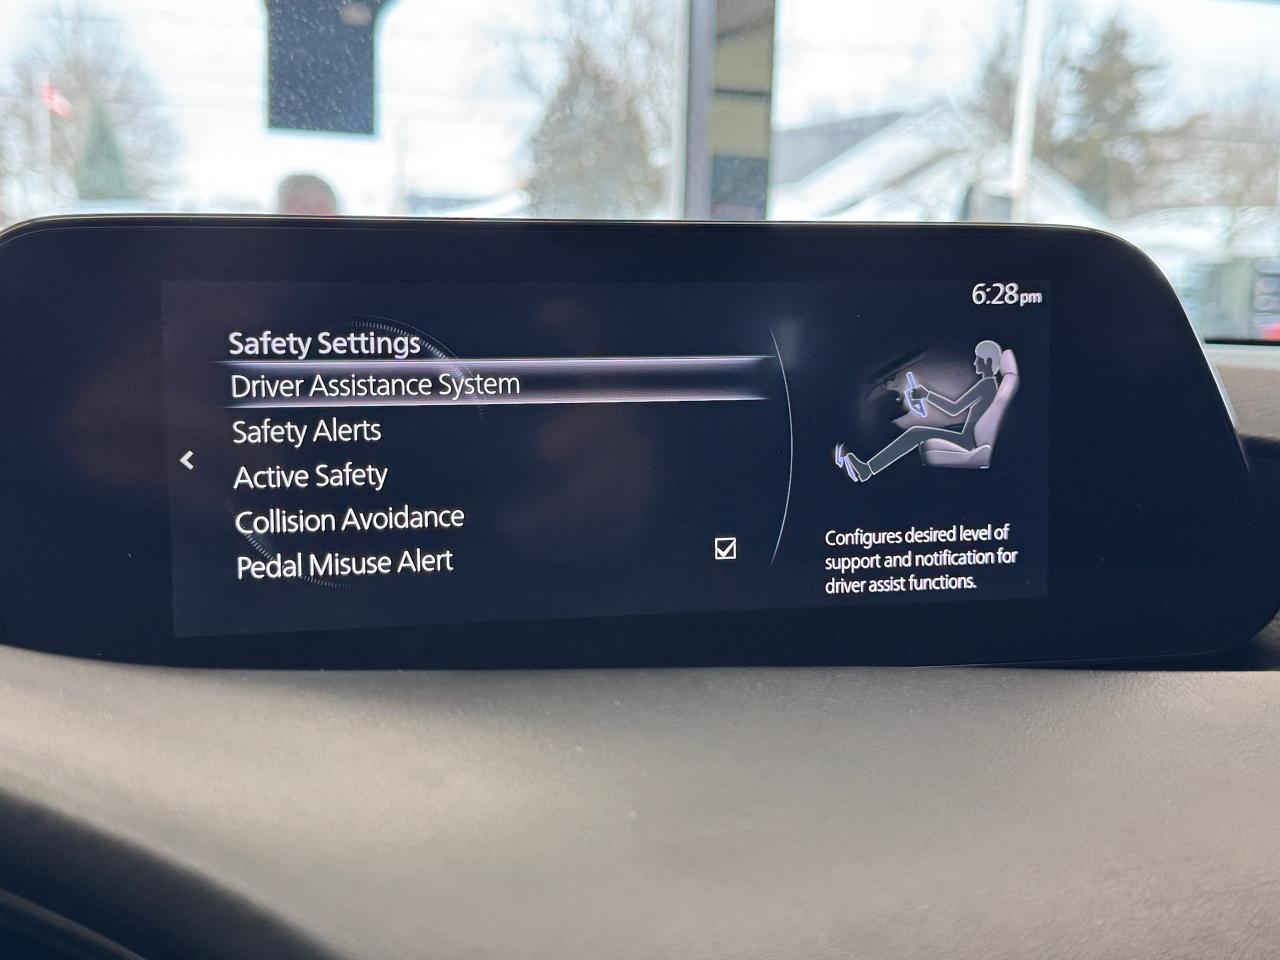 6:28pm
Safety Settings
Driver Assistance System
Safety Alerts
Active Safety
Collision Avoidance
Pedal Misuse Alert
Configures desired level of
support and notification for
driver assist functions.